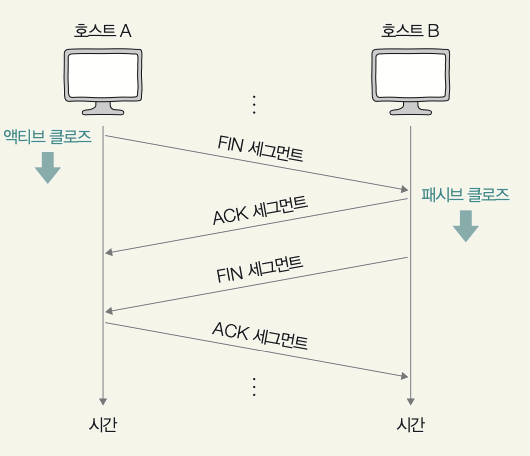 호스트 A
호스트 B
액티브 클로즈
FIN 세그먼트
패시브 클로즈
ACK 세그먼트
FIN 세그먼트
ACK 세그먼트
시간
시간